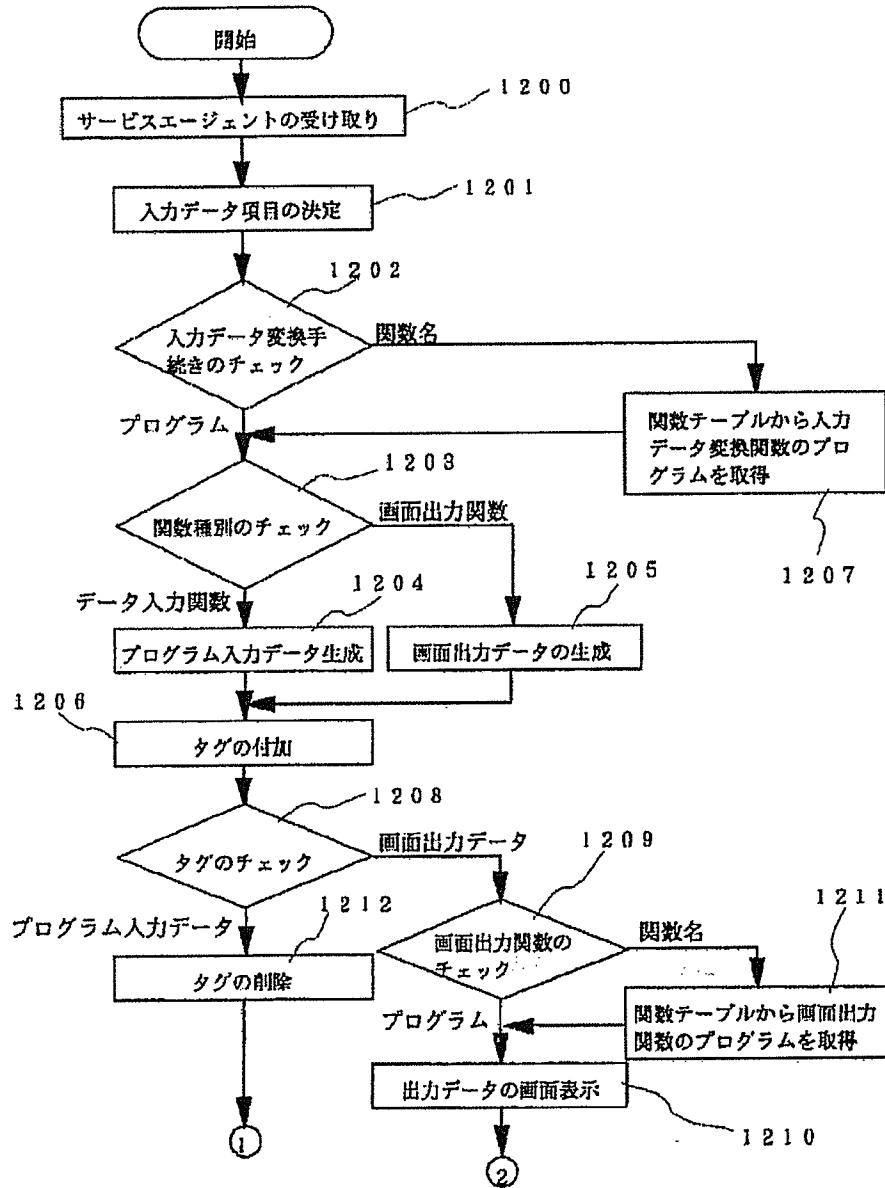 開始
1200
サービスエージェントの受け取り
1201
入力データ項目の決定
1202
入力データ変換手
続きのチェック
関数名
プログラム
関数テーブルから入力
データ変換関数のプロ
グラムを取得
1207
1203
関数種別のチェック
画面出力関数
データ入力関数
1204
プログラム入力データ生成
1205
画面出力データの生成
1206
タグの付加
1208
タグのチェック
画面出力データ
1209
プログラム入力データ
1212
タグの削除
画面出力関数の
チェック
関数名
1211
プログラム
関数テーブルから画面出力
関数のプログラムを取得
出力データの画面表示
1210
1
2